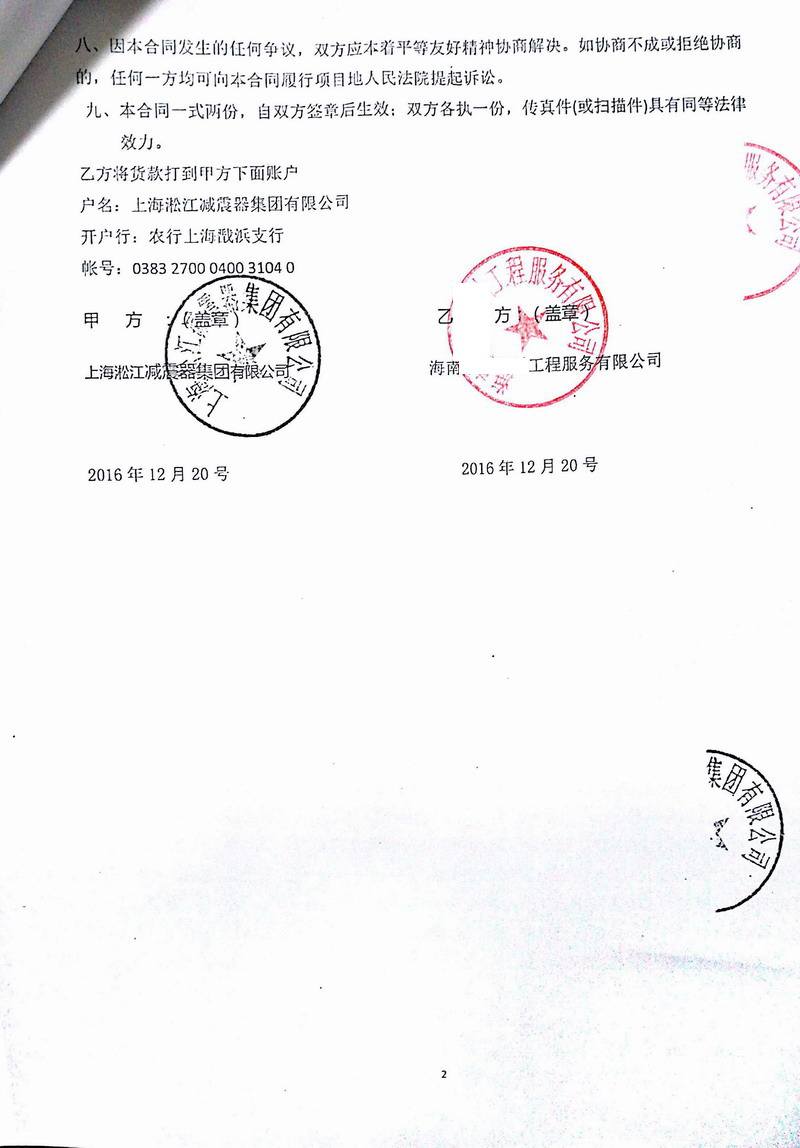 八、因本合同发生的任何争议，双方应本着平等友好精神协商解决。如协商不成或拒绝协商
的，任何一方均可向本合同履行项目地人民法院提起诉讼。
九、本合同一式两份，自双方签章后生效；双方各执一份，传真件(或扫描件)具有同等法律
效力。
乙方将货款打到甲方下面账户
户名：上海淞江减震器集团有限公司
开户行：农行上海戬浜支行
帐号：0383 2700 0400 3104 0
甲 方 ：（盖章）
乙 方：（盖章）
上海淞江减震器集团有限公司
海南 工程服务有限公司
2016 年 12 月 20 号
2016 年 12 月 20 号
上海淞江减震器集团有限公司
工程服务有限公司
服务有限公司
集团有限公司
2